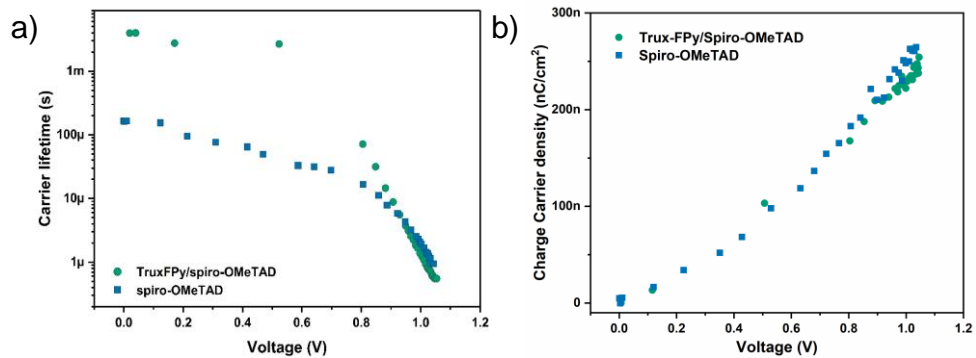 a)
Carrier lifetime (s)
1m
100µ
10µ
1µ
TruxFPy/spiro-OMeTAD
spiro-OMeTAD
0.0 0.2 0.4 0.6 0.8 1.0 1.2
Voltage (V)
b)
Charge Carrier density (nC/cm²)
300n
200n
100n
0
Trux-FPy/Spiro-OMeTAD
Spiro-OMeTAD
0.0 0.2 0.4 0.6 0.8 1.0 1.2
Voltage (V)